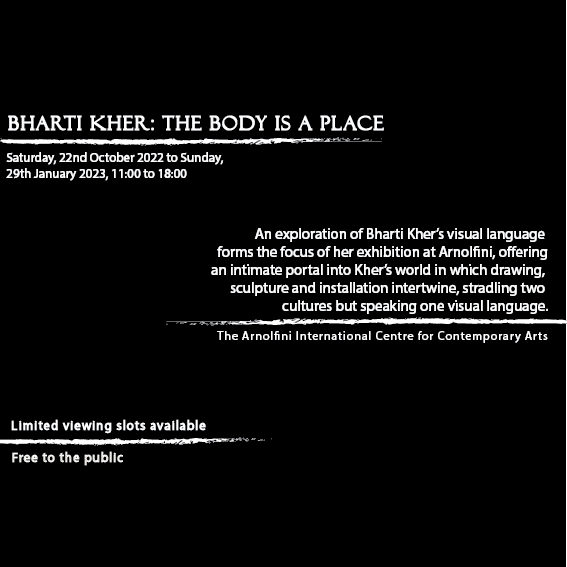 BHARTI KHER: THE BODY IS A PLACE
Saturday, 22nd October 2022 to Sunday,
29th January 2023, 11:00 to 18:00
An exploration of Bharti Kher's visual language
forms the focus of her exhibition at Arnolfini, offering
an intimate portal into Kher's world in which drawing,
sculpture and installation intertwine, stradling two
cultures but speaking one visual language.
The Arnolfini International Centre for Contemporary Arts
Limited viewing slots available
Free to the public